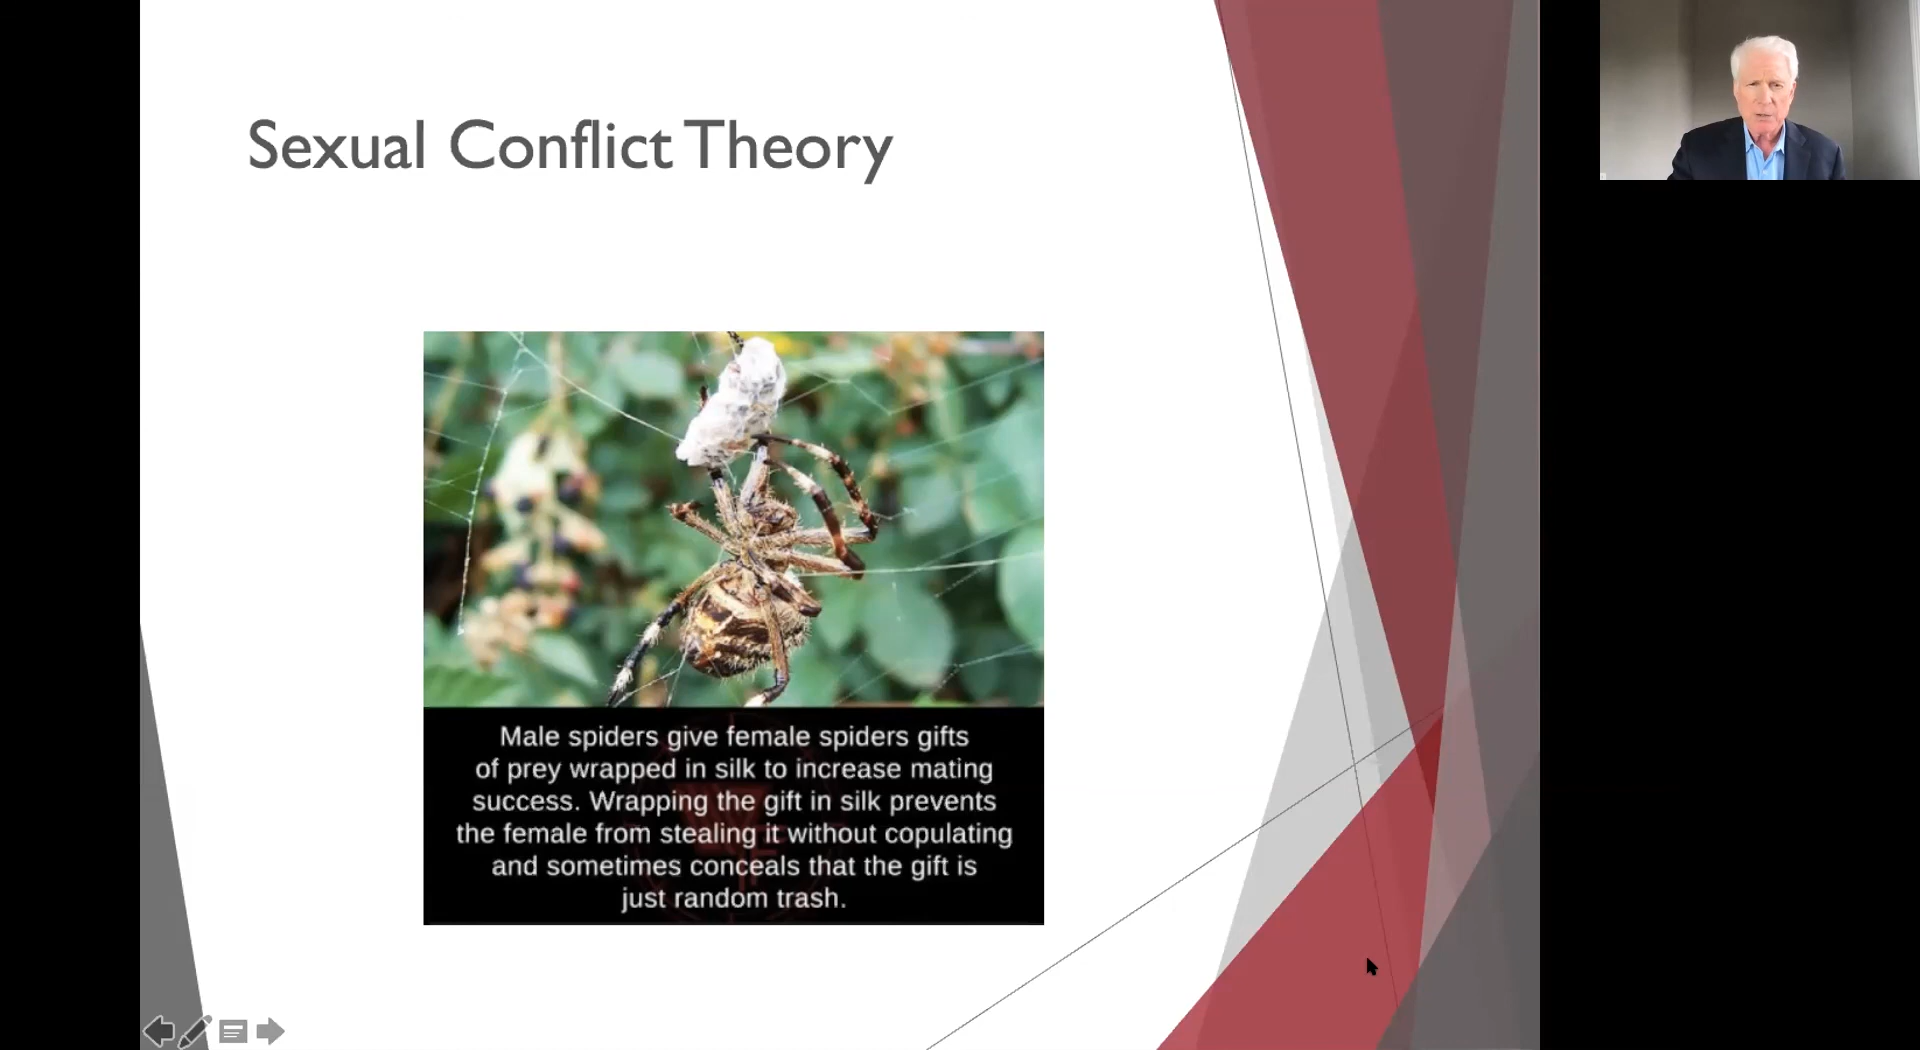 Sexual Conflict Theory
Male spiders give female spiders gifts
of prey wrapped in silk to increase mating
success. Wrapping the gift in silk prevents
the female from stealing it without copulating
and sometimes conceals that the gift is
just random trash.